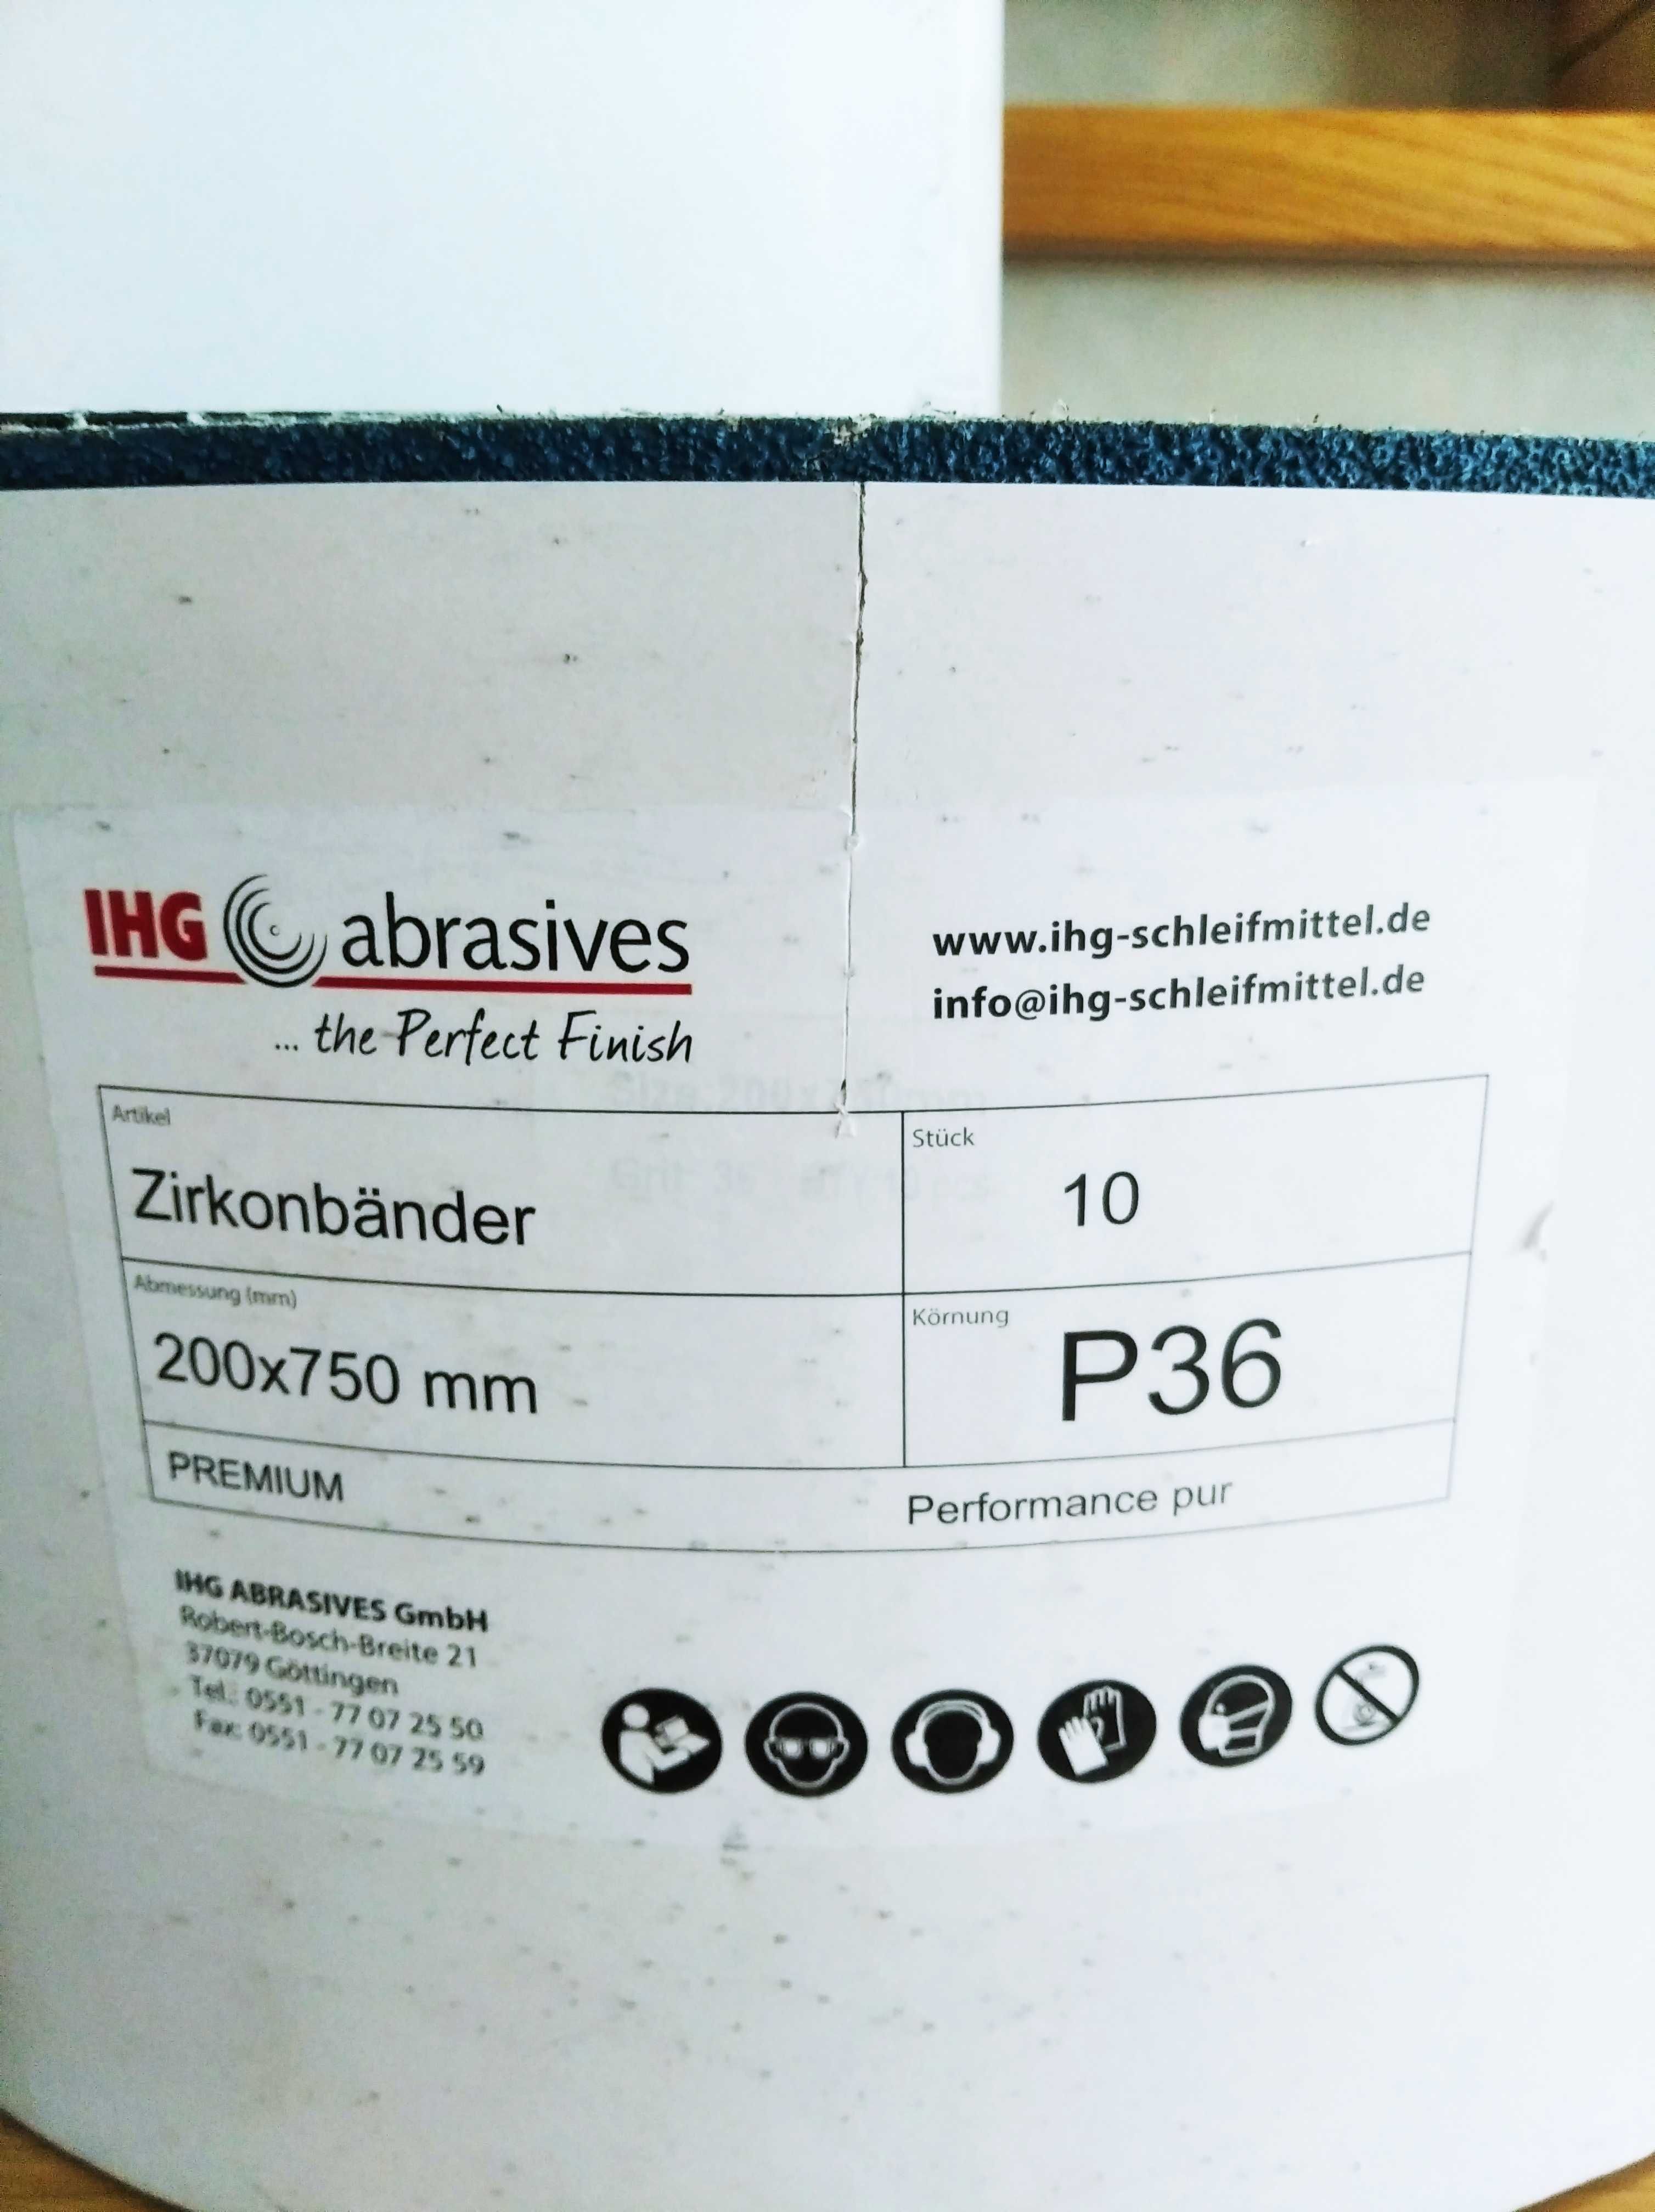 IHG abrasives
... the Perfect Finish
www.ihg-schleifmittel.de
info@ihg-schleifmittel.de
Artikel
Zirkonbänder
Stück
10
Abmessung (mm)
200x750 mm
Körnung
P36
PREMIUM
Performance pur
IHG ABRASIVES GmbH
Robert-Bosch-Breite 21
37079 Göttingen
Tel.: 0551 - 77 07 25 50
Fax: 0551 - 77 07 25 59